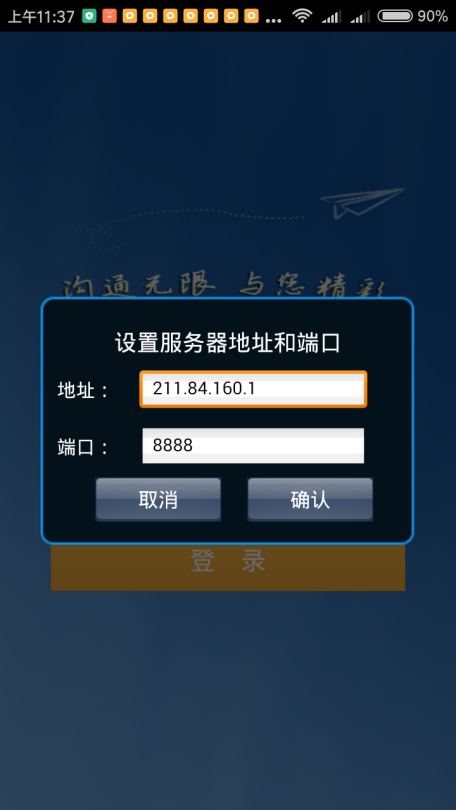 上午11:37 ... 90%
沟通无限 与您精彩
设置服务器地址和端口
地址： 211.84.160.1
端口： 8888
取消 确认
登 录